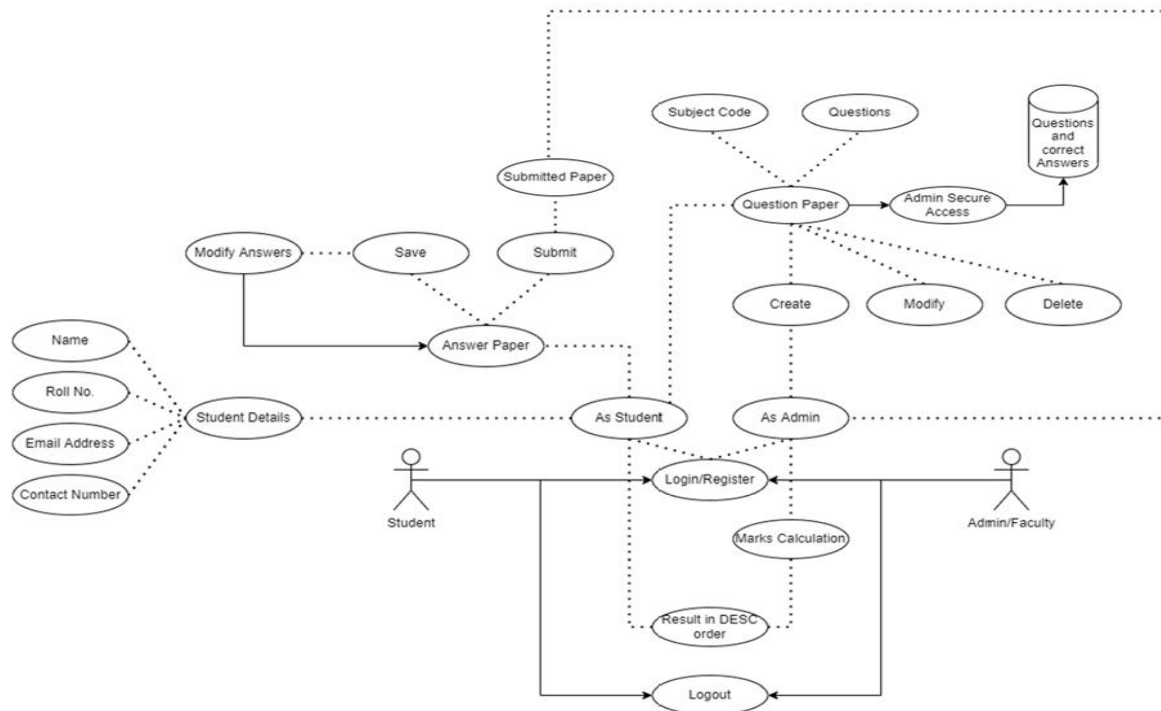 Subject Code
Questions
Questions
and
correct
Answers
Submitted Paper
Question Paper
Admin Secure
Access
Modify Answers
Save
Submit
Create
Modify
Delete
Name
Answer Paper
Roll No.
Student Details
As Student
As Admin
Email Address
Login/Register
Contact Number
Student
Admin/Faculty
Marks Calculation
Result in DESC
order
Logout